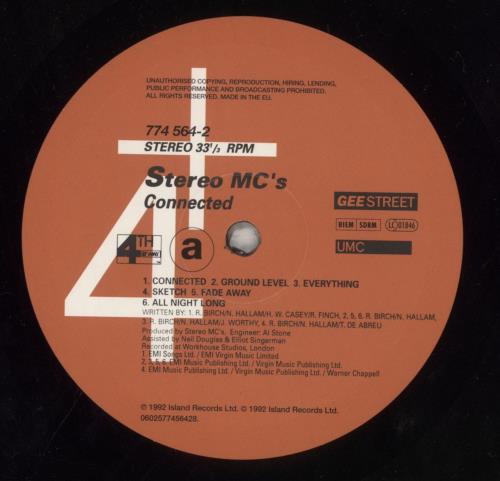 UNAUTHORISED COPYING, REPRODUCTION, HIRING, LENDING,
PUBLIC PERFORMANCE AND BROADCASTING PROHIBITED.
ALL RIGHTS RESERVED. MADE IN THE EU.
774 564-2
STEREO 33⅓ RPM
Stereo MC's
Connected
GEE STREET
BIEM SDRM LC 01846
UMC
4TH
B'WAY
a
1. CONNECTED 2. GROUND LEVEL 3. EVERYTHING
4. SKETCH 5. FADE AWAY
6. ALL NIGHT LONG
WRITTEN BY: 1. R. BIRCH/N. HALLAM/H. W. CASEY/R. FINCH, 2, 5, 6. R. BIRCH/N. HALLAM,
3. R. BIRCH/N. HALLAM/J. WORTHY, 4. R. BIRCH/N. HALLAM/T. DE ABREU
Produced by Stereo MC's. Engineer: Al Stone
Assisted by Neil Douglas & Elliot Singerman
Recorded at Workhouse Studios, London
1. EMI Songs Ltd. / EMI Virgin Music Limited
2, 3, 5, 6. EMI Music Publishing Ltd. / Virgin Music Publishing Ltd.
4. EMI Music Publishing Ltd. / Virgin Music Publishing Ltd. / Warner Chappell
℗ 1992 Island Records Ltd. © 1992 Island Records Ltd.
0602577456428.